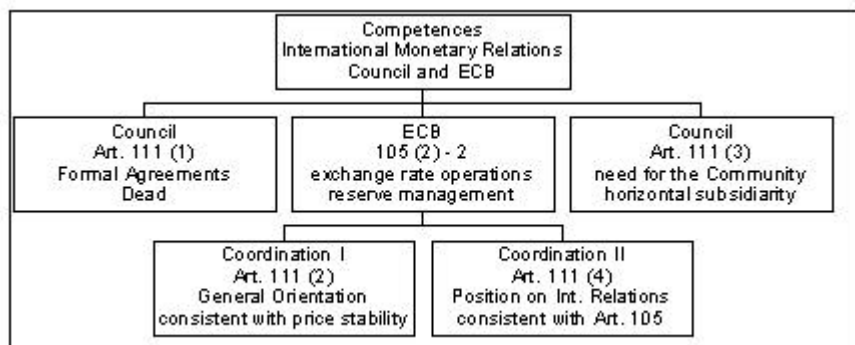 Competences
International Monetary Relations
Council and ECB
Council
Art. 111 (1)
Formal Agreements
Dead
ECB
105 (2) - 2
exchange rate operations
reserve management
Council
Art. 111 (3)
need for the Community
horizontal subsidiarity
Coordination I
Art. 111 (2)
General Orientation
consistent with price stability
Coordination II
Art. 111 (4)
Position on Int. Relations
consistent with Art. 105